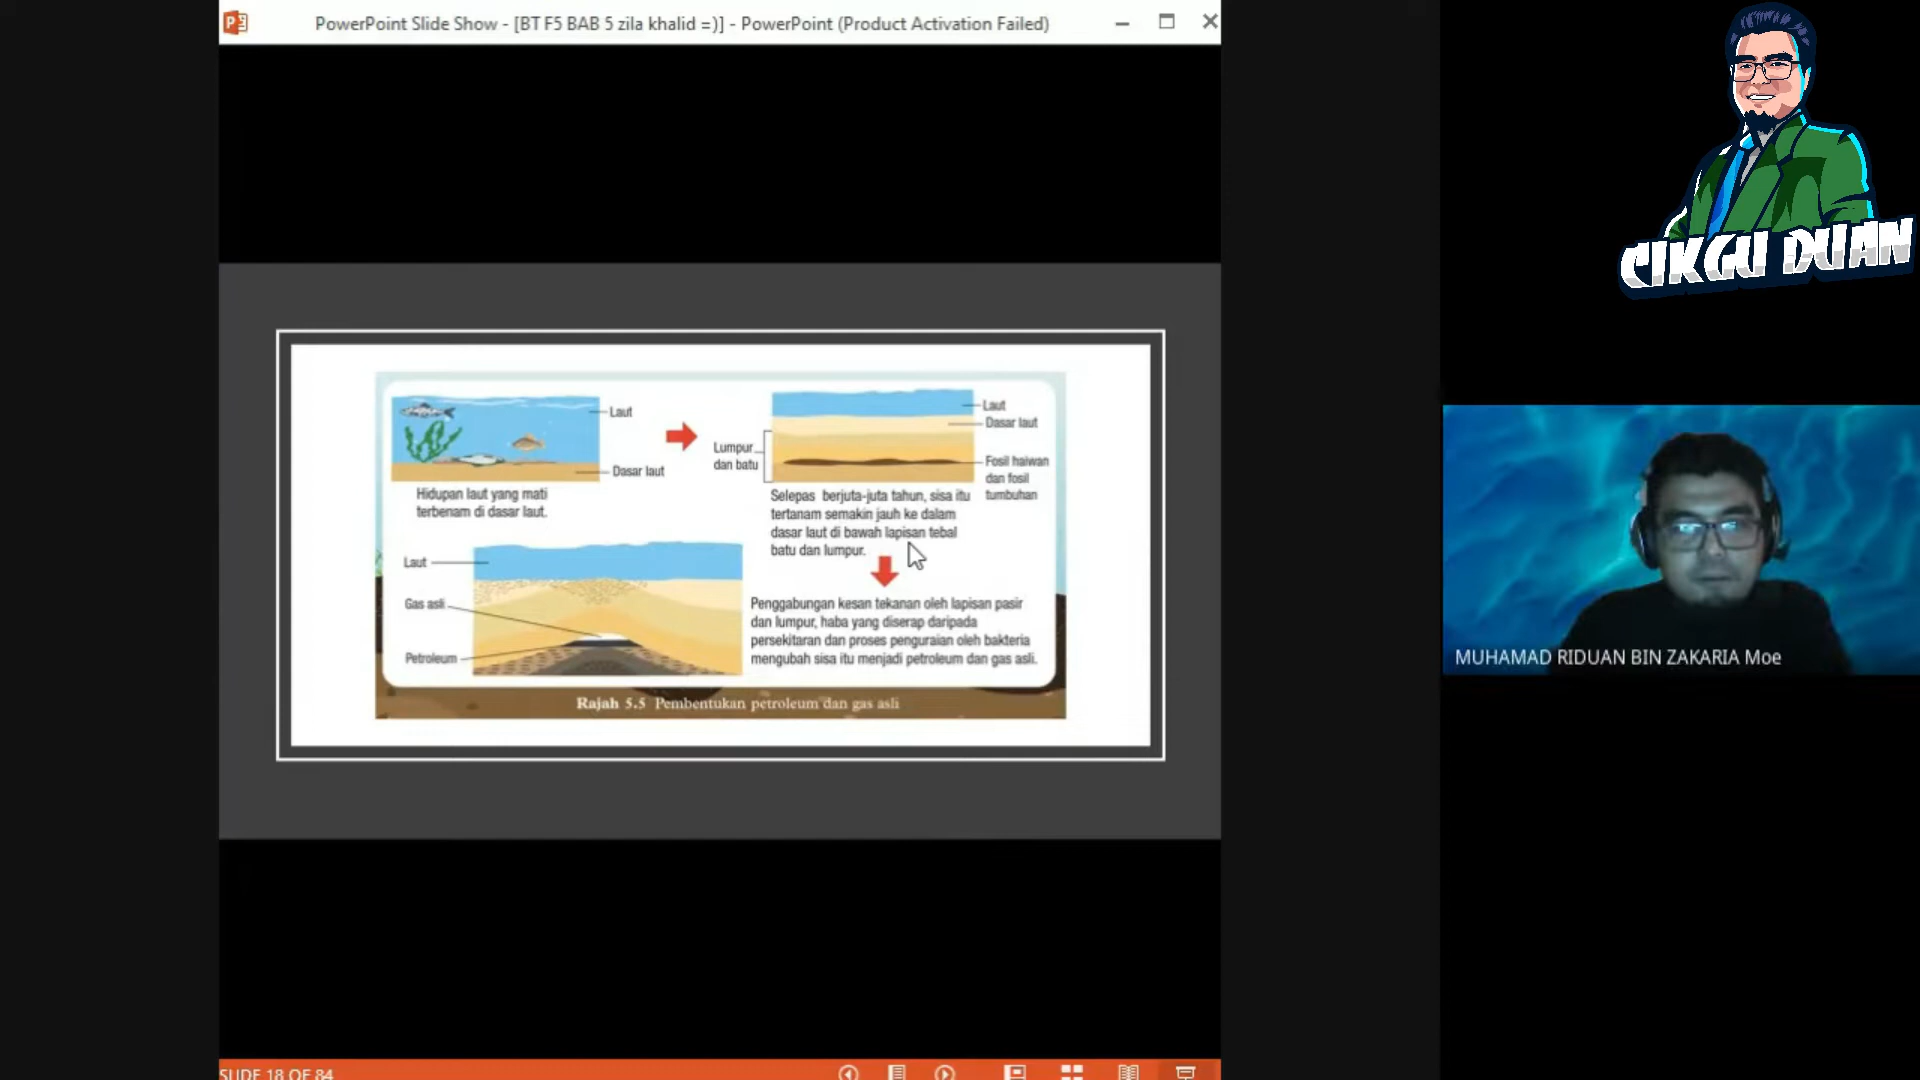 PowerPoint Slide Show - [BT F5 BAB 5 zila khalid =)] - PowerPoint (Product Activation Failed)
CIKGU DUAN
Laut
Dasar laut
Hidupan laut yang mati
terbenam di dasar laut.
Laut
Dasar laut
Lumpur
dan batu
Fosil haiwan
dan fosil
tumbuhan
Selepas berjuta-juta tahun, sisa itu
tertanam semakin jauh ke dalam
dasar laut di bawah lapisan tebal
batu dan lumpur.
Laut
Gas asli
Petroleum
Penggabungan kesan tekanan oleh lapisan pasir
dan lumpur, haba yang diserap daripada
persekitaran dan proses penguraian oleh bakteria
mengubah sisa itu menjadi petroleum dan gas asli.
Rajah 5.5 Pembentukan petroleum dan gas asli
MUHAMAD RIDUAN BIN ZAKARIA Moe
SLIDE 18 OF 84